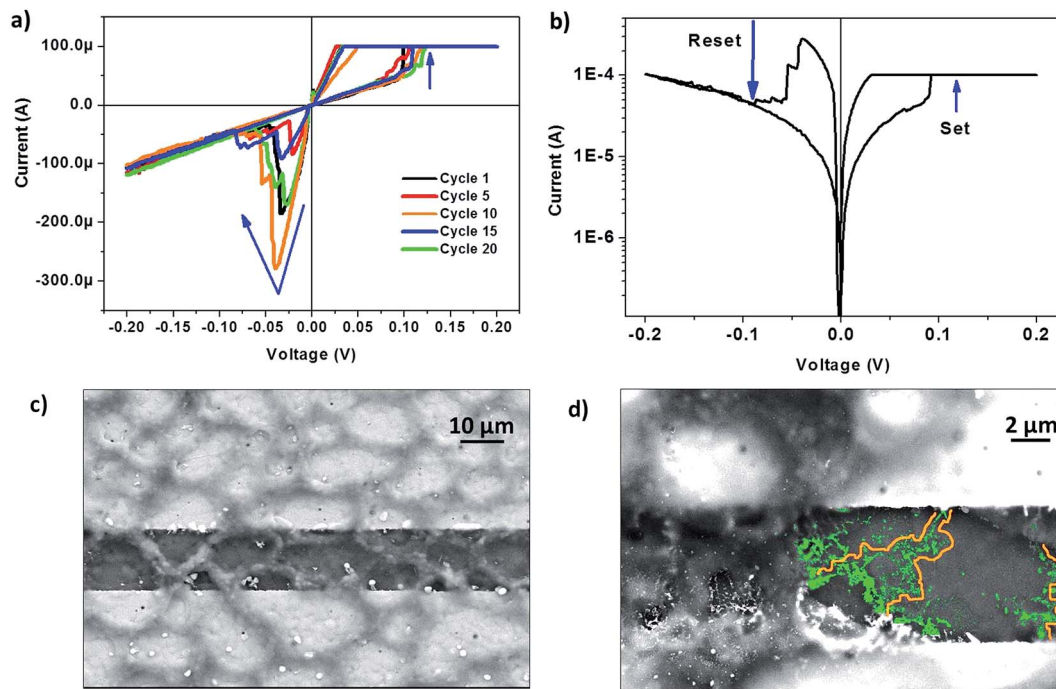 a)
100.0µ
0.0
-100.0µ
-200.0µ
-300.0µ
Current (A)
Cycle 1
Cycle 5
Cycle 10
Cycle 15
Cycle 20
-0.20 -0.15 -0.10 -0.05 0.00 0.05 0.10 0.15 0.20
Voltage (V)
b)
Reset
Set
1E-4
1E-5
1E-6
Current (A)
-0.2 -0.1 0.0 0.1 0.2
Voltage (V)
c)
10 µm
d)
2 µm